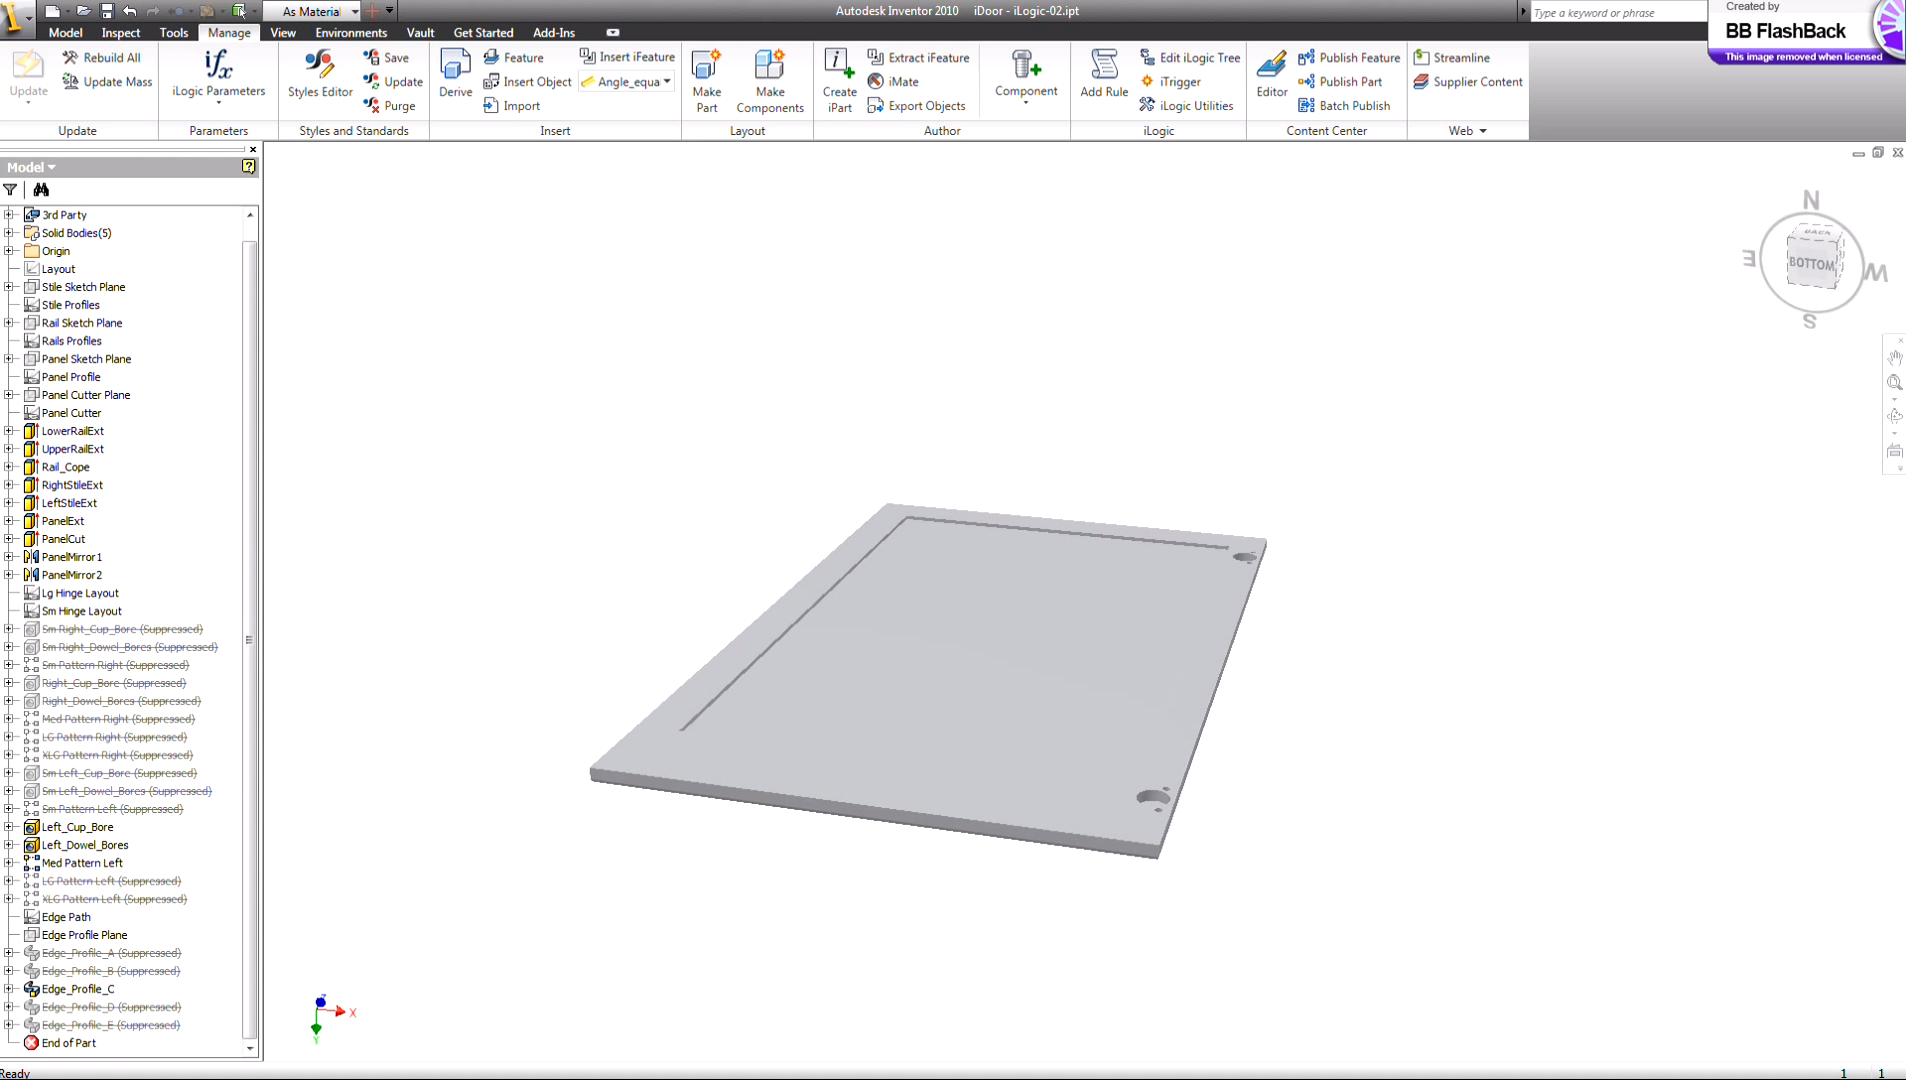 As Material
Autodesk Inventor 2010 iDoor - iLogic-02.ipt
Type a keyword or phrase
Created by
BB FlashBack
This image removed when licensed
Model Inspect Tools Manage View Environments Vault Get Started Add-Ins
Update
Rebuild All
Update Mass
Update
iLogic Parameters
Parameters
Styles Editor
Save
Update
Purge
Styles and Standards
Derive
Feature
Insert Object
Import
Insert iFeature
Angle_equa
Insert
Make Part
Make Components
Layout
Create iPart
Extract iFeature
iMate
Export Objects
Component
Author
Add Rule
Edit iLogic Tree
iTrigger
iLogic Utilities
iLogic
Editor
Publish Feature
Publish Part
Batch Publish
Content Center
Streamline
Supplier Content
Web
Model
3rd Party
Solid Bodies(5)
Origin
Layout
Stile Sketch Plane
Stile Profiles
Rail Sketch Plane
Rails Profiles
Panel Sketch Plane
Panel Profile
Panel Cutter Plane
Panel Cutter
LowerRailExt
UpperRailExt
Rail_Cope
RightStileExt
LeftStileExt
PanelExt
PanelCut
PanelMirror1
PanelMirror2
Lg Hinge Layout
Sm Hinge Layout
Sm Right_Cup_Bore (Suppressed)
Sm Right_Dowel_Bores (Suppressed)
Sm Pattern Right (Suppressed)
Right_Cup_Bore (Suppressed)
Right_Dowel_Bores (Suppressed)
Med Pattern Right (Suppressed)
LG Pattern Right (Suppressed)
XLG Pattern Right (Suppressed)
Sm Left_Cup_Bore (Suppressed)
Sm Left_Dowel_Bores (Suppressed)
Sm Pattern Left (Suppressed)
Left_Cup_Bore
Left_Dowel_Bores
Med Pattern Left
LG Pattern Left (Suppressed)
XLG Pattern Left (Suppressed)
Edge Path
Edge Profile Plane
Edge_Profile_A (Suppressed)
Edge_Profile_B (Suppressed)
Edge_Profile_C
Edge_Profile_D (Suppressed)
Edge_Profile_E (Suppressed)
End of Part
N
BACK
E
BOTTOM
W
S
Z
X
Y
Ready
1 1